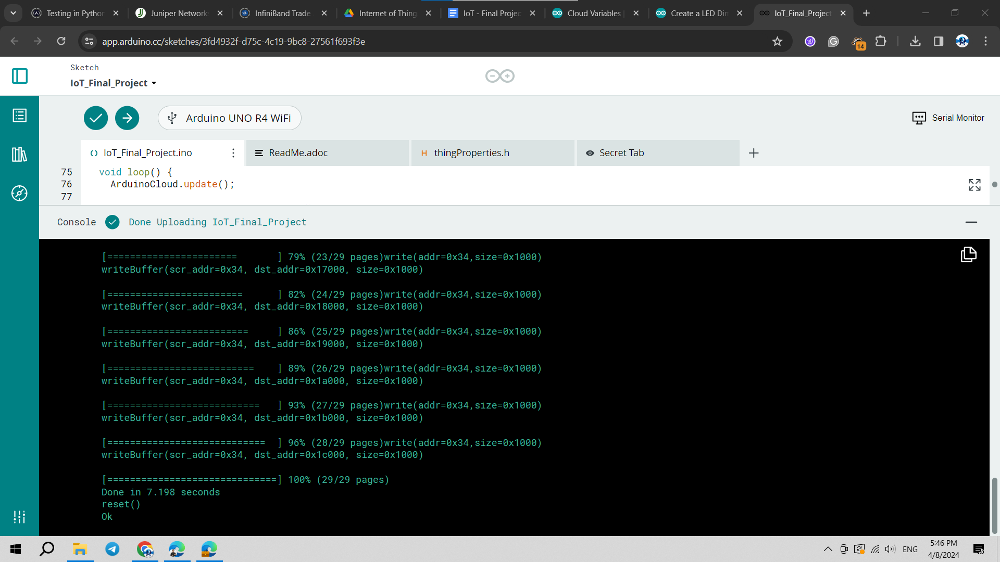 Testing in Python
Juniper Network
InfiniBand Trade
Internet of Thing
IoT - Final Projec
Cloud Variables |
Create a LED Dim
IoT_Final_Project
app.arduino.cc/sketches/3fd4932f-d75c-4c19-9bc8-27561f693f3e
14
Sketch
IoT_Final_Project
Arduino UNO R4 WiFi
Serial Monitor
IoT_Final_Project.ino
ReadMe.adoc
H thingProperties.h
Secret Tab
75 void loop() {
76 ArduinoCloud.update();
77
Console Done Uploading IoT_Final_Project
[======================= ] 79% (23/29 pages)write(addr=0x34,size=0x1000)
writeBuffer(scr_addr=0x34, dst_addr=0x17000, size=0x1000)
[======================== ] 82% (24/29 pages)write(addr=0x34,size=0x1000)
writeBuffer(scr_addr=0x34, dst_addr=0x18000, size=0x1000)
[========================= ] 86% (25/29 pages)write(addr=0x34,size=0x1000)
writeBuffer(scr_addr=0x34, dst_addr=0x19000, size=0x1000)
[========================== ] 89% (26/29 pages)write(addr=0x34,size=0x1000)
writeBuffer(scr_addr=0x34, dst_addr=0x1a000, size=0x1000)
[=========================== ] 93% (27/29 pages)write(addr=0x34,size=0x1000)
writeBuffer(scr_addr=0x34, dst_addr=0x1b000, size=0x1000)
[============================ ] 96% (28/29 pages)write(addr=0x34,size=0x1000)
writeBuffer(scr_addr=0x34, dst_addr=0x1c000, size=0x1000)
[==============================] 100% (29/29 pages)
Done in 7.198 seconds
reset()
Ok
ENG
5:46 PM
4/8/2024